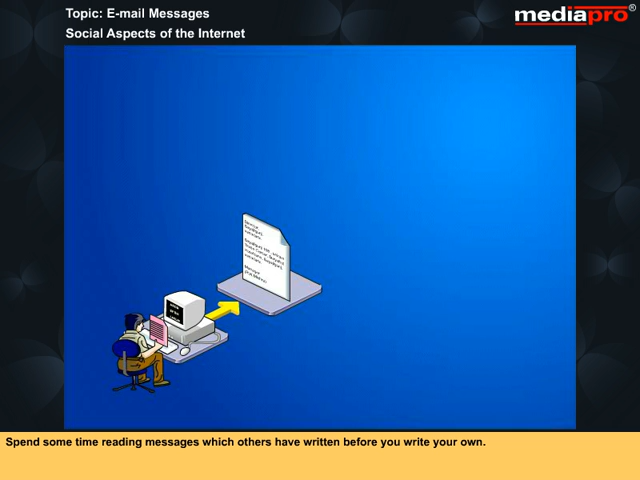 Topic: E-mail Messages
mediapro®
Social Aspects of the Internet
Spend some time reading messages which others have written before you write your own.